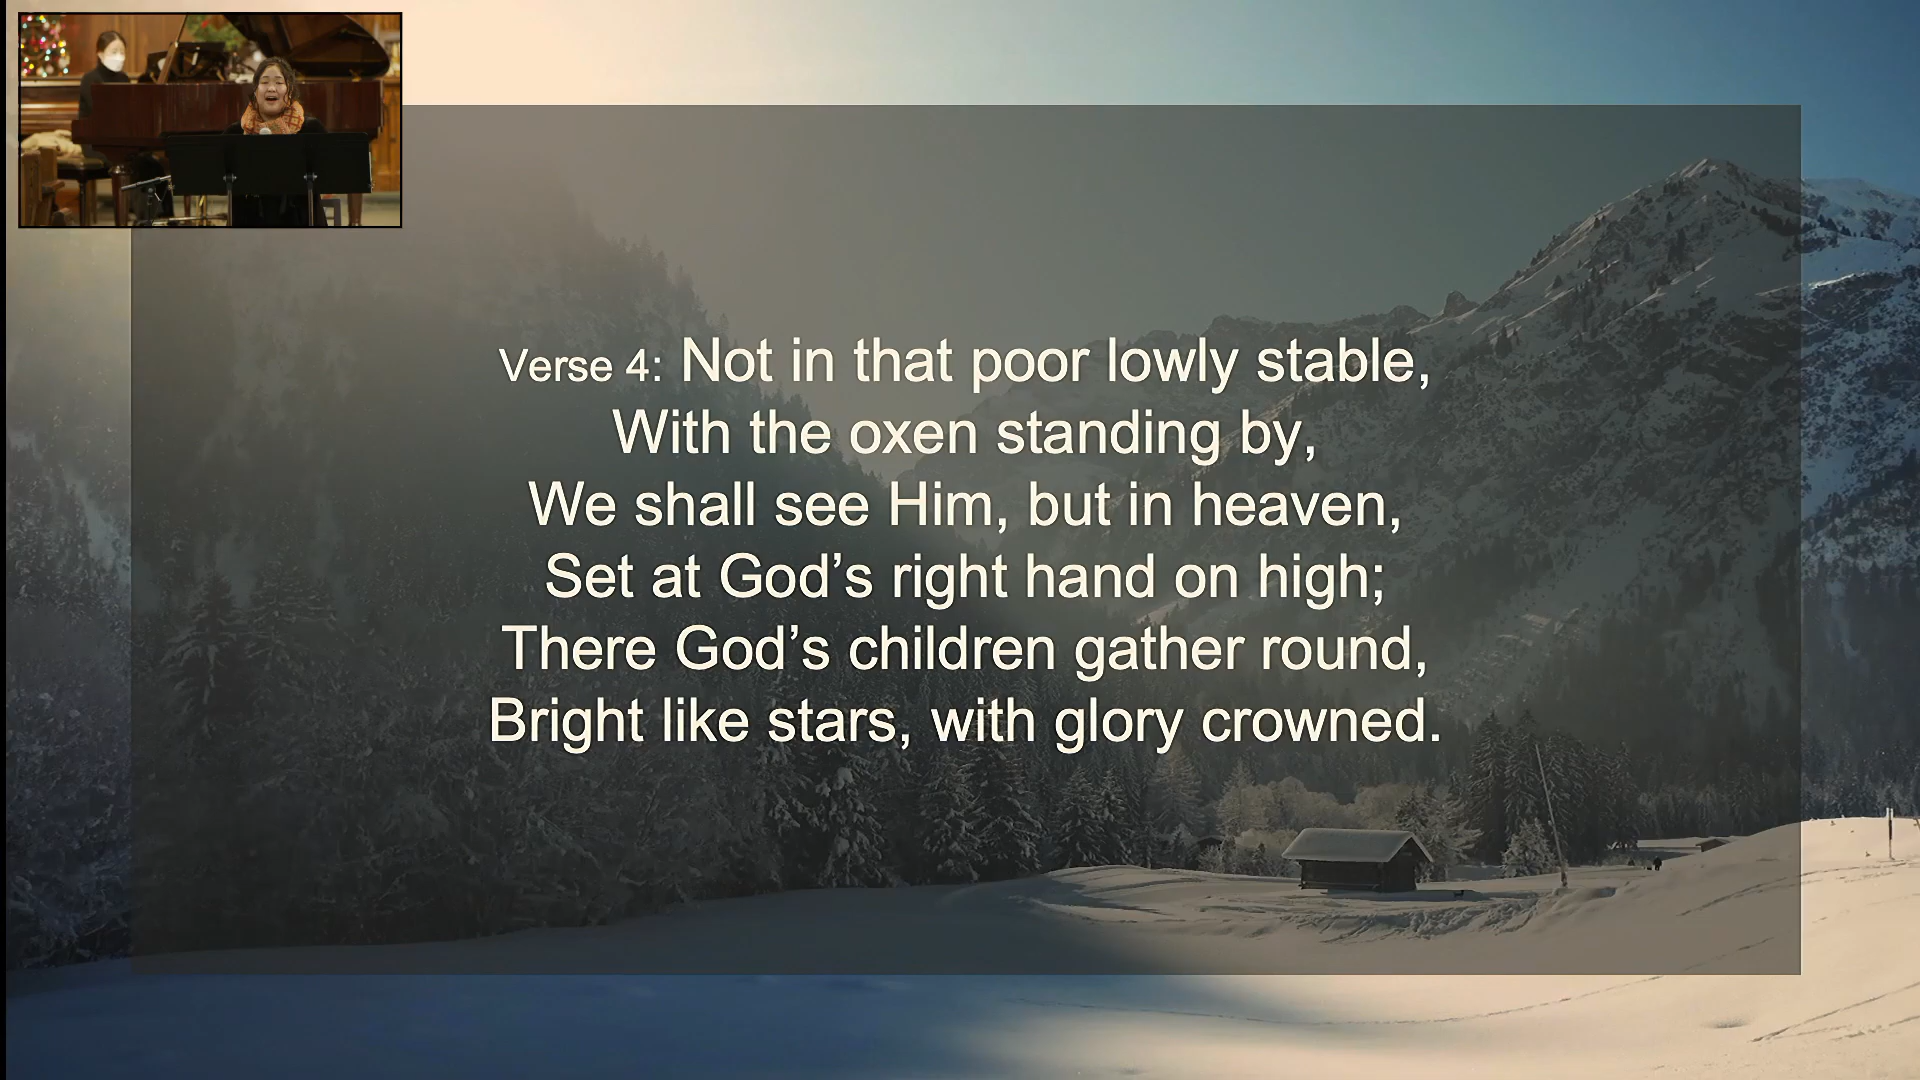 Verse 4: Not in that poor lowly stable,
With the oxen standing by,
We shall see Him, but in heaven,
Set at God’s right hand on high;
There God’s children gather round,
Bright like stars, with glory crowned.